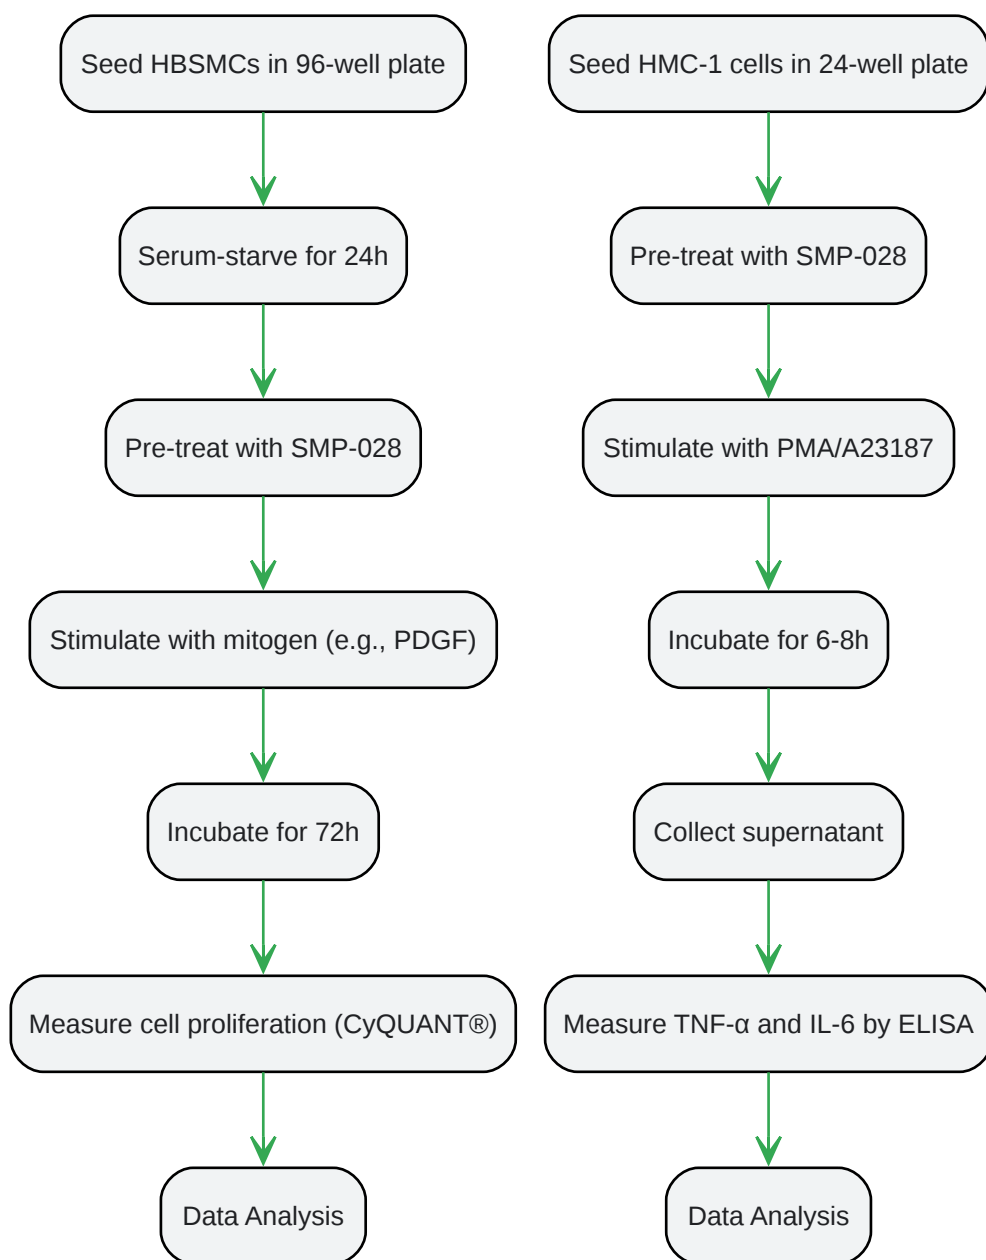 Seed HBSMCs in 96-well plate
Serum-starve for 24h
Pre-treat with SMP-028
Stimulate with mitogen (e.g., PDGF)
Incubate for 72h
Measure cell proliferation (CyQUANT®)
Data Analysis
Seed HMC-1 cells in 24-well plate
Pre-treat with SMP-028
Stimulate with PMA/A23187
Incubate for 6-8h
Collect supernatant
Measure TNF-α and IL-6 by ELISA
Data Analysis